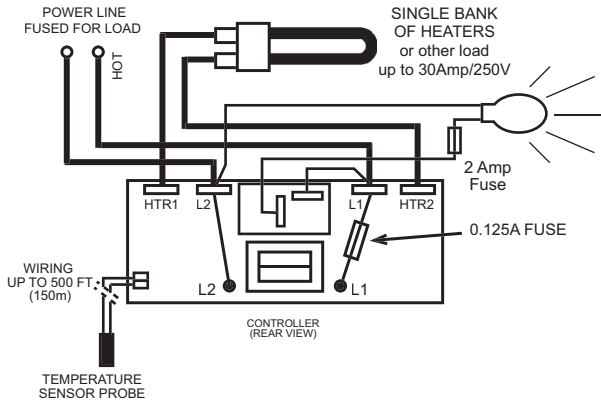 POWER LINE
FUSED FOR LOAD
HOT
SINGLE BANK
OF HEATERS
or other load
up to 30Amp/250V
2 Amp
Fuse
HTR1
L2
L1
HTR2
0.125A FUSE
WIRING
UP TO 500 FT
(150m)
L2
L1
CONTROLLER
(REAR VIEW)
TEMPERATURE
SENSOR PROBE